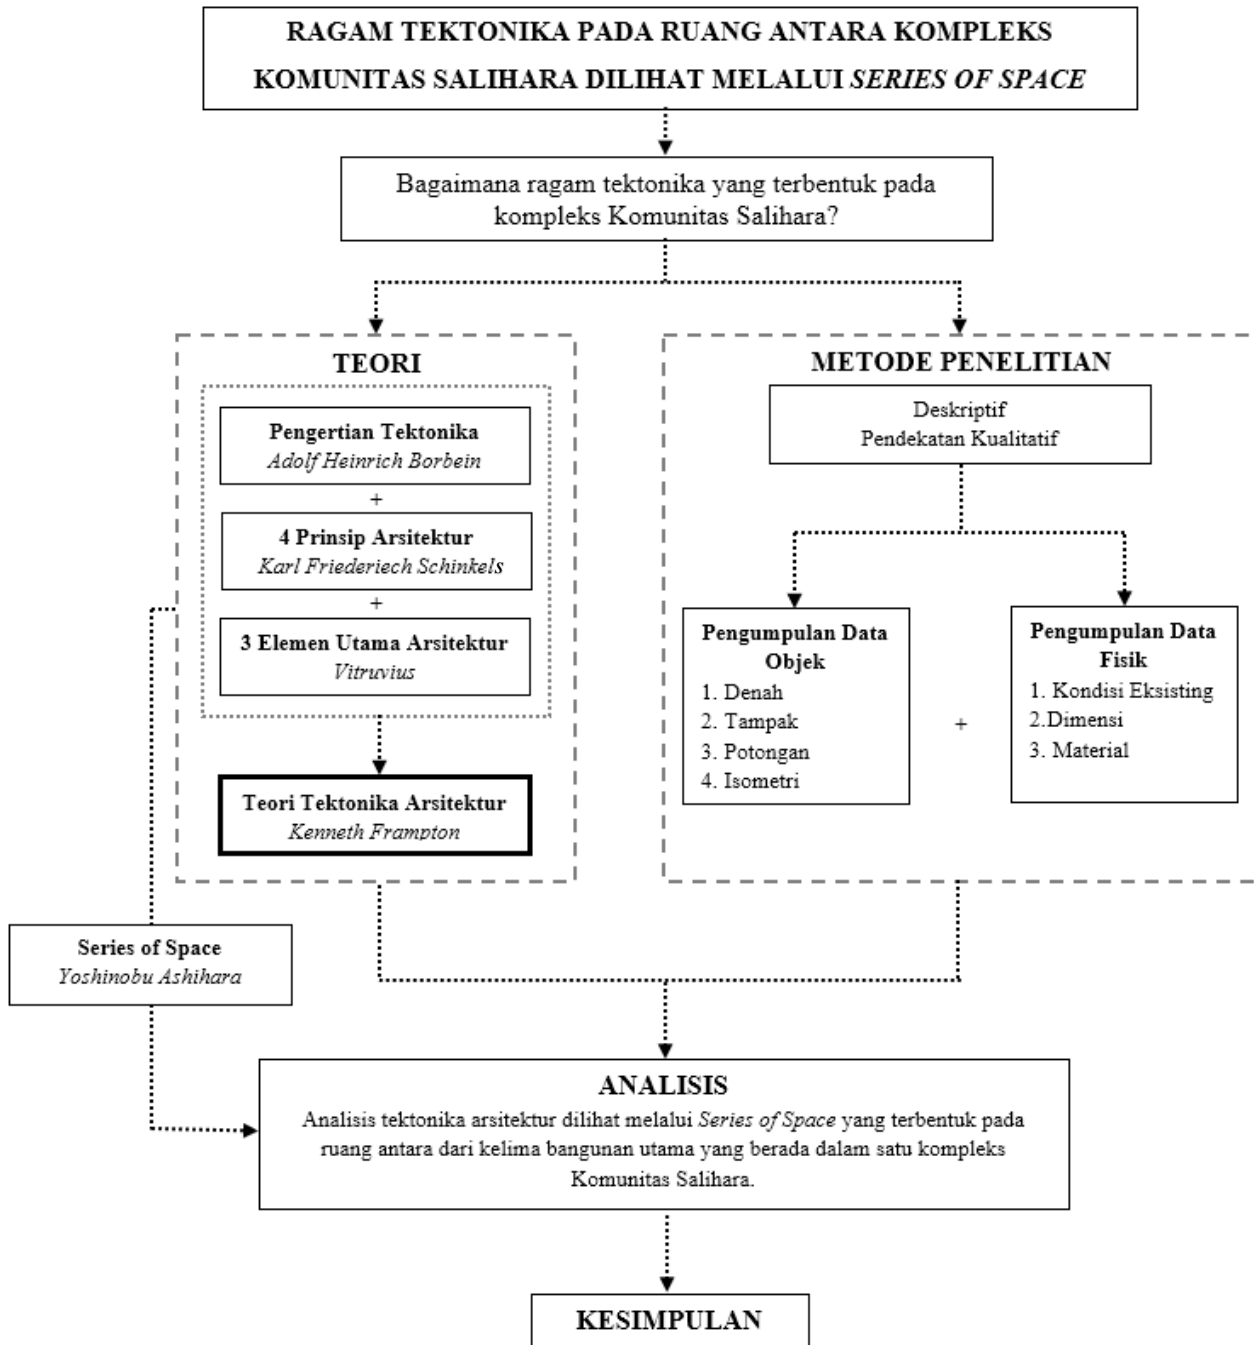 RAGAM TEKTONIKA PADA RUANG ANTARA KOMPLEKS
KOMUNITAS SALIHARA DILIHAT MELALUI SERIES OF SPACE
Bagaimana ragam tektonika yang terbentuk pada
kompleks Komunitas Salihara?
TEORI
Pengertian Tektonika
Adolf Heinrich Borbein
+
4 Prinsip Arsitektur
Karl Friederiech Schinkels
+
3 Elemen Utama Arsitektur
Vitruvius
Teori Tektonika Arsitektur
Kenneth Frampton
METODE PENELITIAN
Deskriptif
Pendekatan Kualitatif
Pengumpulan Data
Objek
1. Denah
2. Tampak
3. Potongan
4. Isometri
+
Pengumpulan Data
Fisik
1. Kondisi Eksisting
2.Dimensi
3. Material
Series of Space
Yoshinobu Ashihara
ANALISIS
Analisis tektonika arsitektur dilihat melalui Series of Space yang terbentuk pada
ruang antara dari kelima bangunan utama yang berada dalam satu kompleks
Komunitas Salihara.
KESIMPULAN